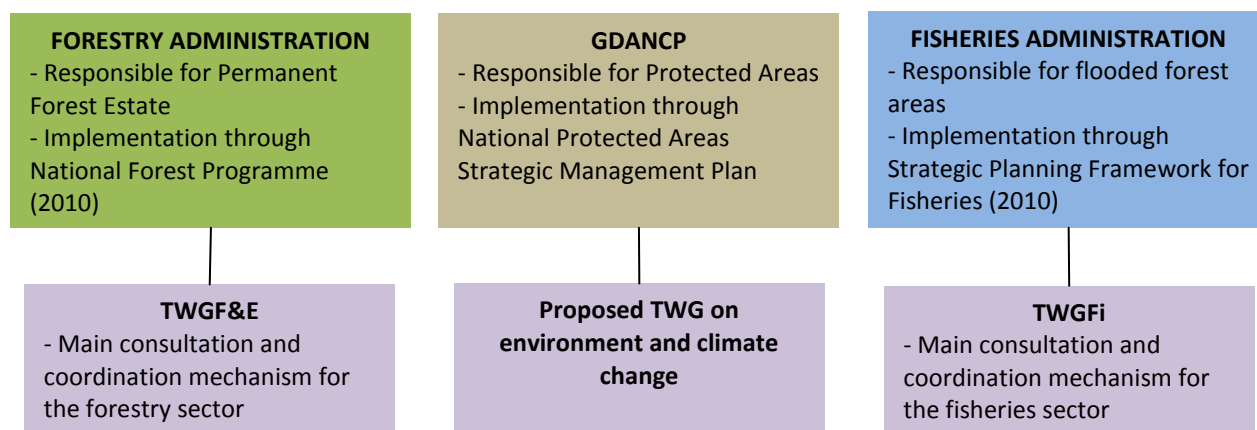 FORESTRY ADMINISTRATION
- Responsible for Permanent
Forest Estate
- Implementation through
National Forest Programme
(2010)
GDANCP
- Responsible for Protected Areas
- Implementation through
National Protected Areas
Strategic Management Plan
FISHERIES ADMINISTRATION
- Responsible for flooded forest
areas
- Implementation through
Strategic Planning Framework for
Fisheries (2010)
TWGF&E
- Main consultation and
coordination mechanism for
the forestry sector
Proposed TWG on
environment and climate
change
TWGFi
- Main consultation and
coordination mechanism for
the fisheries sector